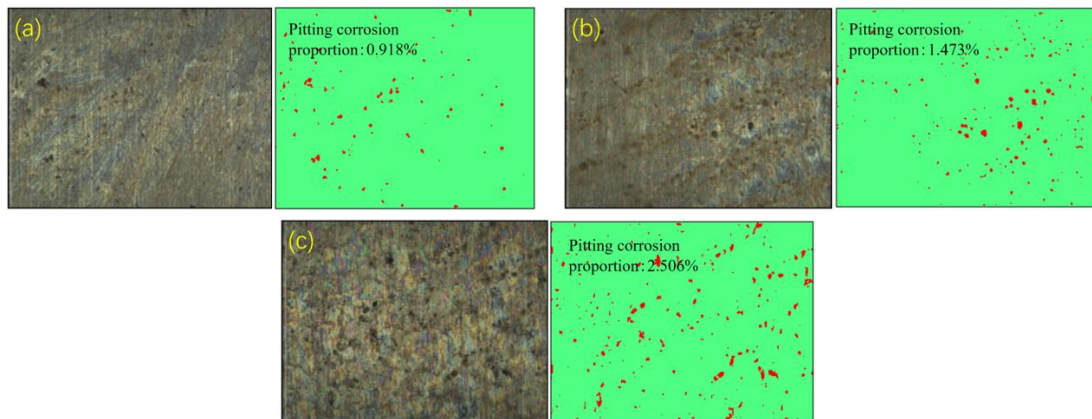 (a)
Pitting corrosion
proportion:0.918%
(b)
Pitting corrosion
proportion:1.473%
(c)
Pitting corrosion
proportion:2.506%